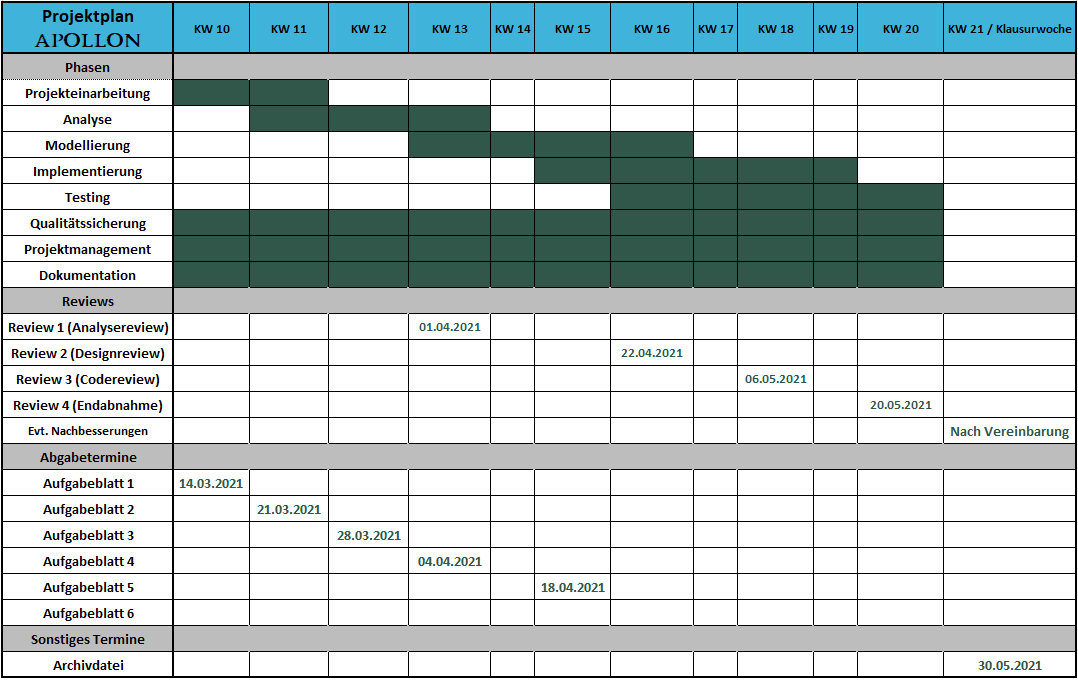 Projektplan
APOLLON
KW 10 KW 11 KW 12 KW 13 KW 14 KW 15 KW 16 KW 17 KW 18 KW 19 KW 20 KW 21 / Klausurwoche
Phasen
Projekteinarbeitung
Analyse
Modellierung
Implementierung
Testing
Qualitätssicherung
Projektmanagement
Dokumentation
Reviews
Review 1 (Analysereview) 01.04.2021
Review 2 (Designreview) 22.04.2021
Review 3 (Codereview) 06.05.2021
Review 4 (Endabnahme) 20.05.2021
Evt. Nachbesserungen Nach Vereinbarung
Abgabetermine
Aufgabeblatt 1 14.03.2021
Aufgabeblatt 2 21.03.2021
Aufgabeblatt 3 28.03.2021
Aufgabeblatt 4 04.04.2021
Aufgabeblatt 5 18.04.2021
Aufgabeblatt 6
Sonstiges Termine
Archivdatei 30.05.2021